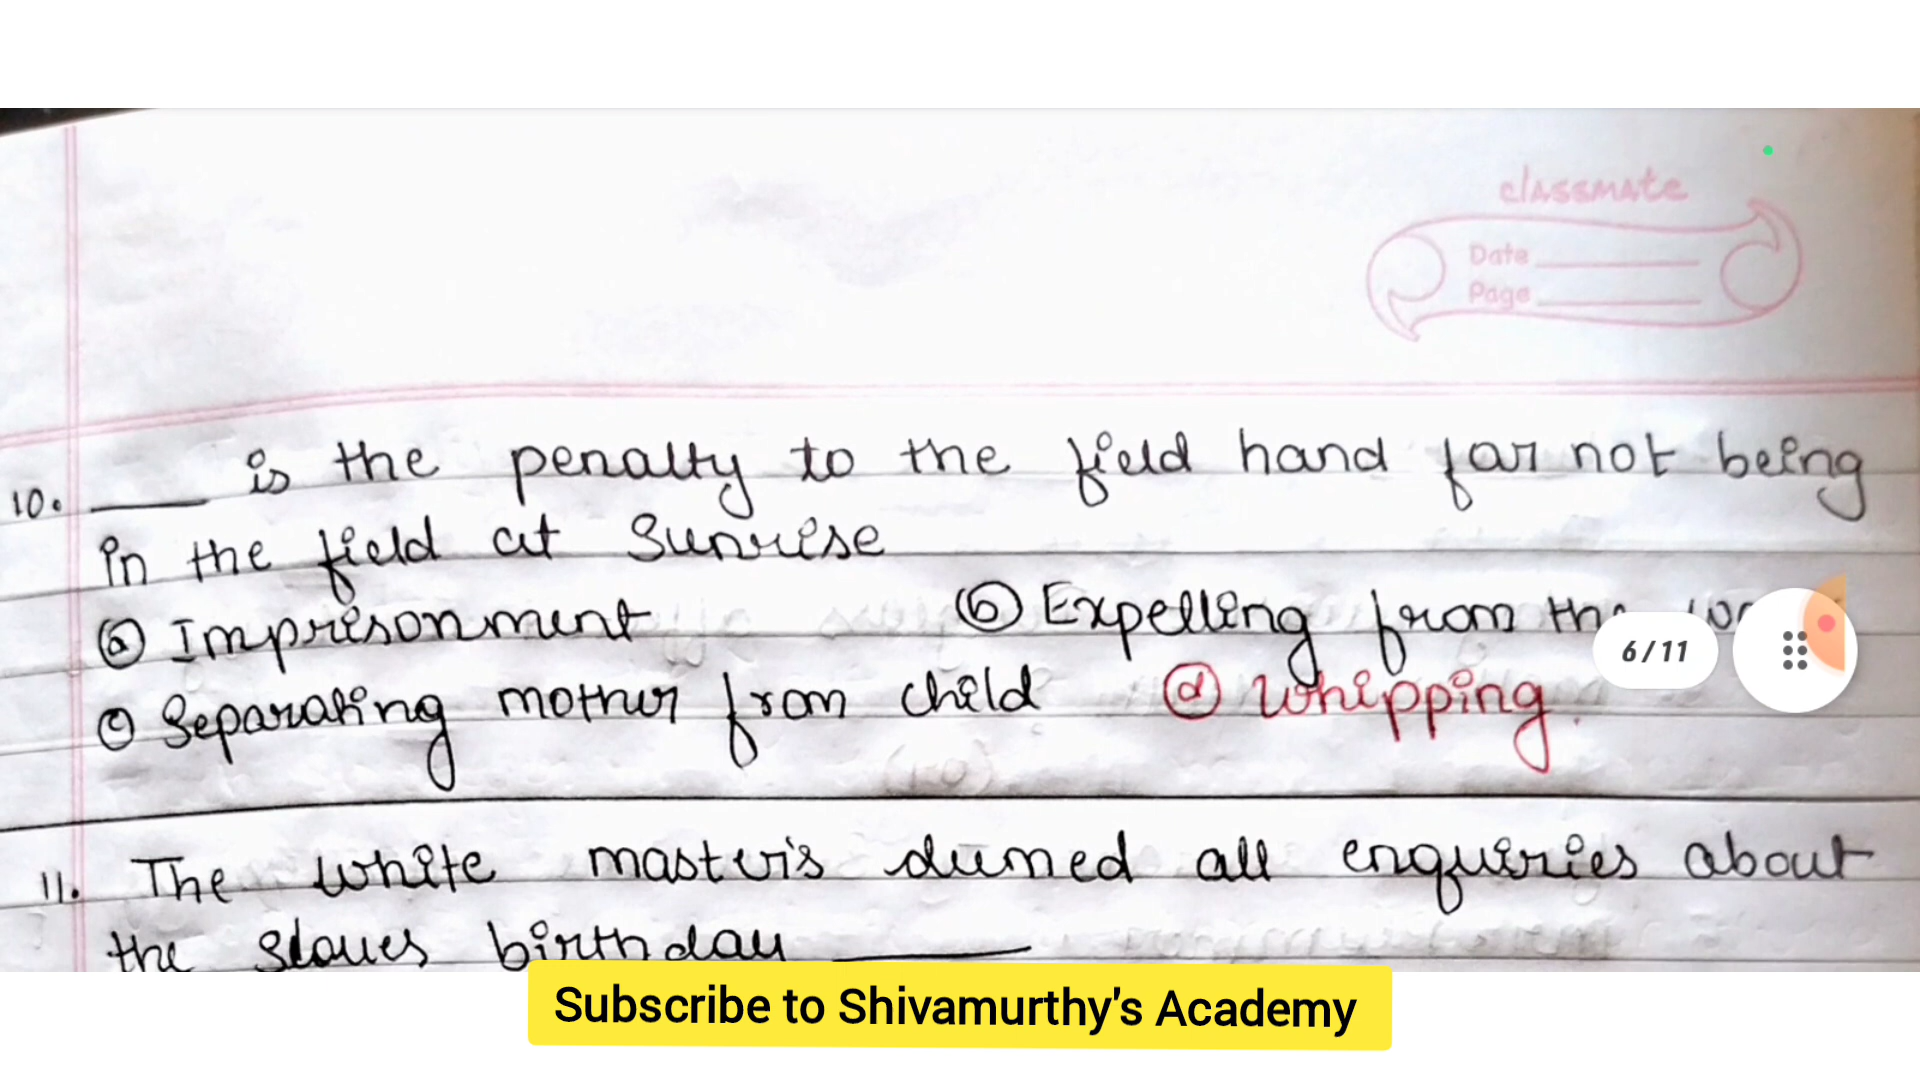 classmate
Date
Page
10. ____ is the penalty to the field hand for not being
in the field at Sunrise
(a) Imprisonment (b) Expelling from the
6/11
(c) Separating mother from child (d) Whipping.
11. The white master's deemed all enquiries about
the slaves birthday ____
Subscribe to Shivamurthy's Academy